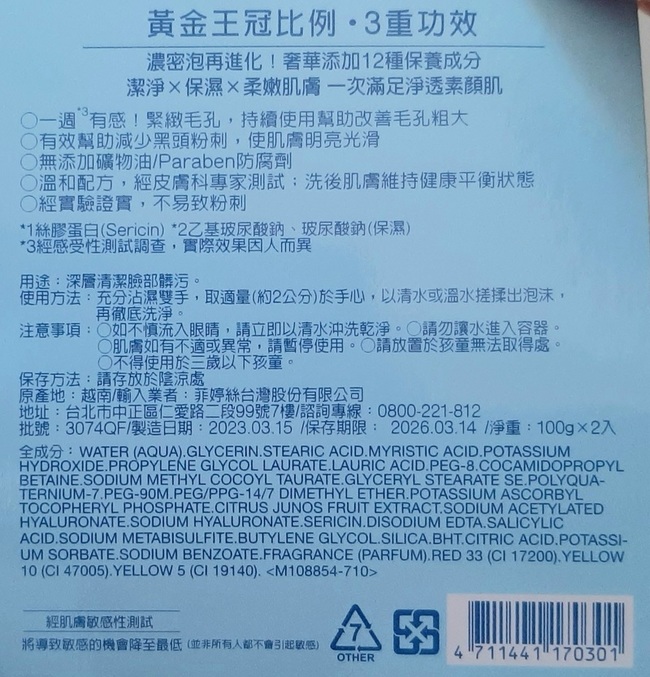 黃金王冠比例・3重功效
濃密泡再進化！奢華添加12種保養成分
潔淨×保濕×柔嫩肌膚 一次滿足淨透素顏肌
○一週*3有感！緊緻毛孔，持續使用幫助改善毛孔粗大
○有效幫助減少黑頭粉刺，使肌膚明亮光滑
○無添加礦物油/Paraben防腐劑
○溫和配方，經皮膚科專家測試；洗後肌膚維持健康平衡狀態
○經實驗證實，不易致粉刺
*1絲膠蛋白(Sericin) *2乙基玻尿酸鈉、玻尿酸鈉(保濕)
*3經感受性測試調查，實際效果因人而異
用途：深層清潔臉部髒污。
使用方法：充分沾濕雙手，取適量(約2公分)於手心，以清水或溫水搓揉出泡沫，
再徹底洗淨。
注意事項：○如不慎流入眼睛，請立即以清水沖洗乾淨。○請勿讓水進入容器。
○肌膚如有不適或異常，請暫停使用。○請放置於孩童無法取得處。
○不得使用於三歲以下孩童。
保存方法：請存放於陰涼處
原產地：越南/輸入業者：菲婷絲台灣股份有限公司
地址：台北市中正區仁愛路二段99號7樓/諮詢專線：0800-221-812
批號：3074QF/製造日期：2023.03.15 /保存期限： 2026.03.14 /淨重：100g×2入
全成分：WATER (AQUA).GLYCERIN.STEARIC ACID.MYRISTIC ACID.POTASSIUM
HYDROXIDE.PROPYLENE GLYCOL LAURATE.LAURIC ACID.PEG-8.COCAMIDOPROPYL
BETAINE.SODIUM METHYL COCOYL TAURATE.GLYCERYL STEARATE SE.POLYQUA-
TERNIUM-7.PEG-90M.PEG/PPG-14/7 DIMETHYL ETHER.POTASSIUM ASCORBYL
TOCOPHERYL PHOSPHATE.CITRUS JUNOS FRUIT EXTRACT.SODIUM ACETYLATED
HYALURONATE.SODIUM HYALURONATE.SERICIN.DISODIUM EDTA.SALICYLIC
ACID.SODIUM METABISULFITE.BUTYLENE GLYCOL.SILICA.BHT.CITRIC ACID.POTASSI-
UM SORBATE.SODIUM BENZOATE.FRAGRANCE (PARFUM).RED 33 (CI 17200).YELLOW
10 (CI 47005).YELLOW 5 (CI 19140). <M108854-710>
經肌膚敏感性測試
將導致敏感的機會降至最低 (並非所有人都不會引起敏感)
7
OTHER
4 711441 170301